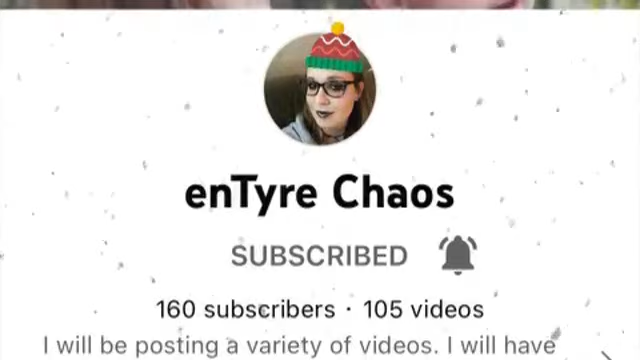 enTyre Chaos
SUBSCRIBED
160 subscribers · 105 videos
I will be posting a variety of videos. I will have